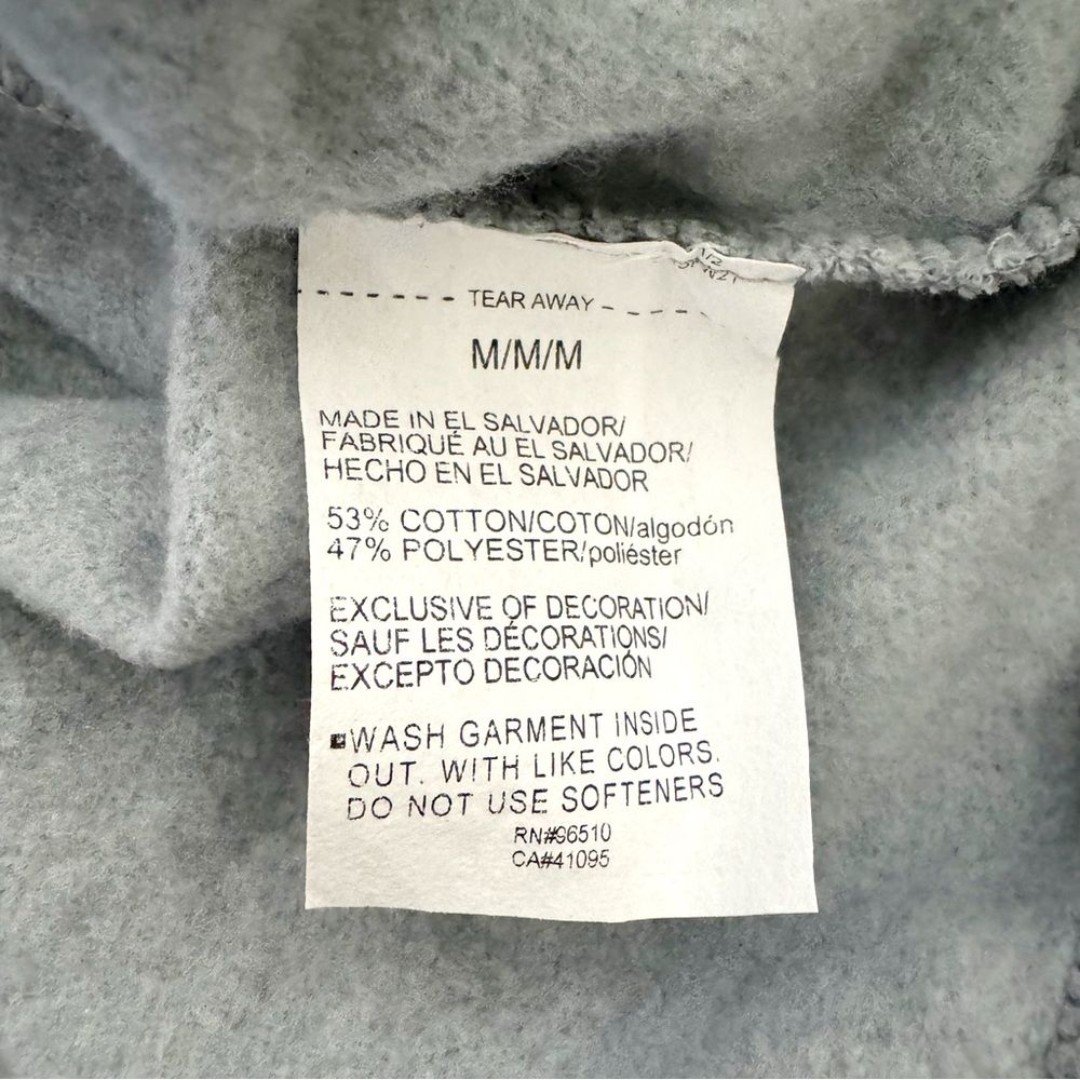 TEAR AWAY
M/M/M
MADE IN EL SALVADOR/
FABRIQUÉ AU EL SALVADOR/
HECHO EN EL SALVADOR
53% COTTON/COTON/algodón
47% POLYESTER/poliéster
EXCLUSIVE OF DECORATION/
SAUF LES DÉCORATIONS/
EXCEPTO DECORACIÓN
WASH GARMENT INSIDE
OUT. WITH LIKE COLORS.
DO NOT USE SOFTENERS
RN#96510
CA#41095